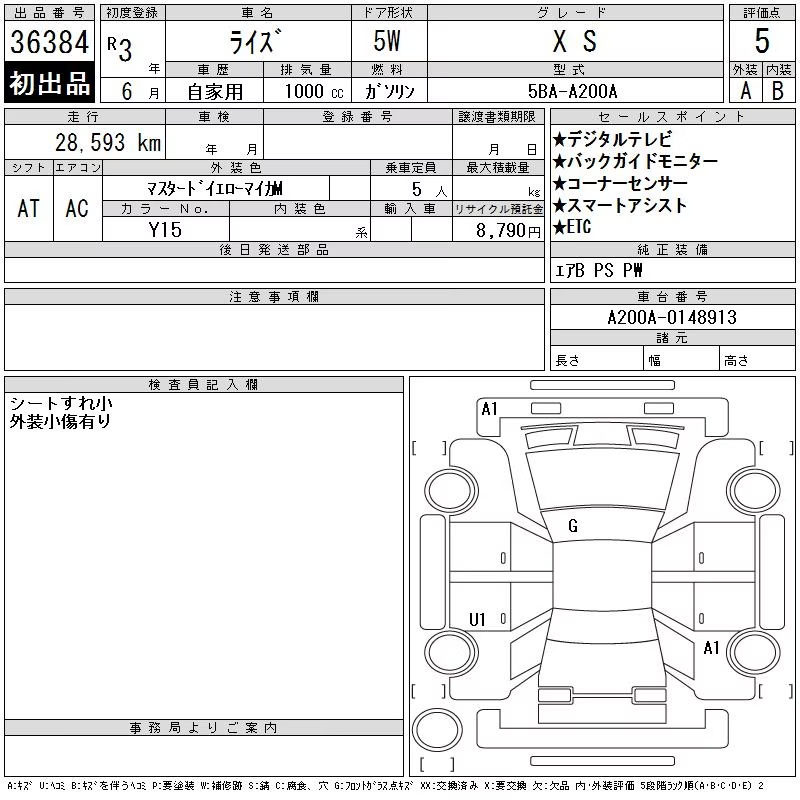 出品番号
36384
初出品
初度登録
R 3 年
6 月
車名
ライズ
ドア形状
5W
グレード
X S
評価点
5
車歴
自家用
排気量
1000 cc
燃料
ガソリン
型式
5BA-A200A
外装 内装
A B
走行
28,593 km
車検
年 月
登録番号
譲渡書類期限
月 日
セールスポイント
★デジタルテレビ
★バックガイドモニター
★コーナーセンサー
★スマートアシスト
★ETC
シフト
AT
エアコン
AC
外装色
マスタードイエローマイカM
乗車定員
5 人
最大積載量
kg
カラーNo.
Y15
内装色
系
輸入車
リサイクル預託金
8,790円
後日発送部品
純正装備
エアB PS PW
注意事項欄
車台番号
A200A-0148913
諸元
長さ 幅 高さ
検査員記入欄
シートすれ小
外装小傷有り
A1
G
U1
A1
事務局よりご案内
A:キズ U:ヘコミ B:キズを伴うヘコミ P:要塗装 W:補修跡 S:錆 C:腐食、穴 G:フロントガラス点キズ XX:交換済み X:要交換 欠:欠品 内・外装評価 5段階ランク順(A・B・C・D・E) 2